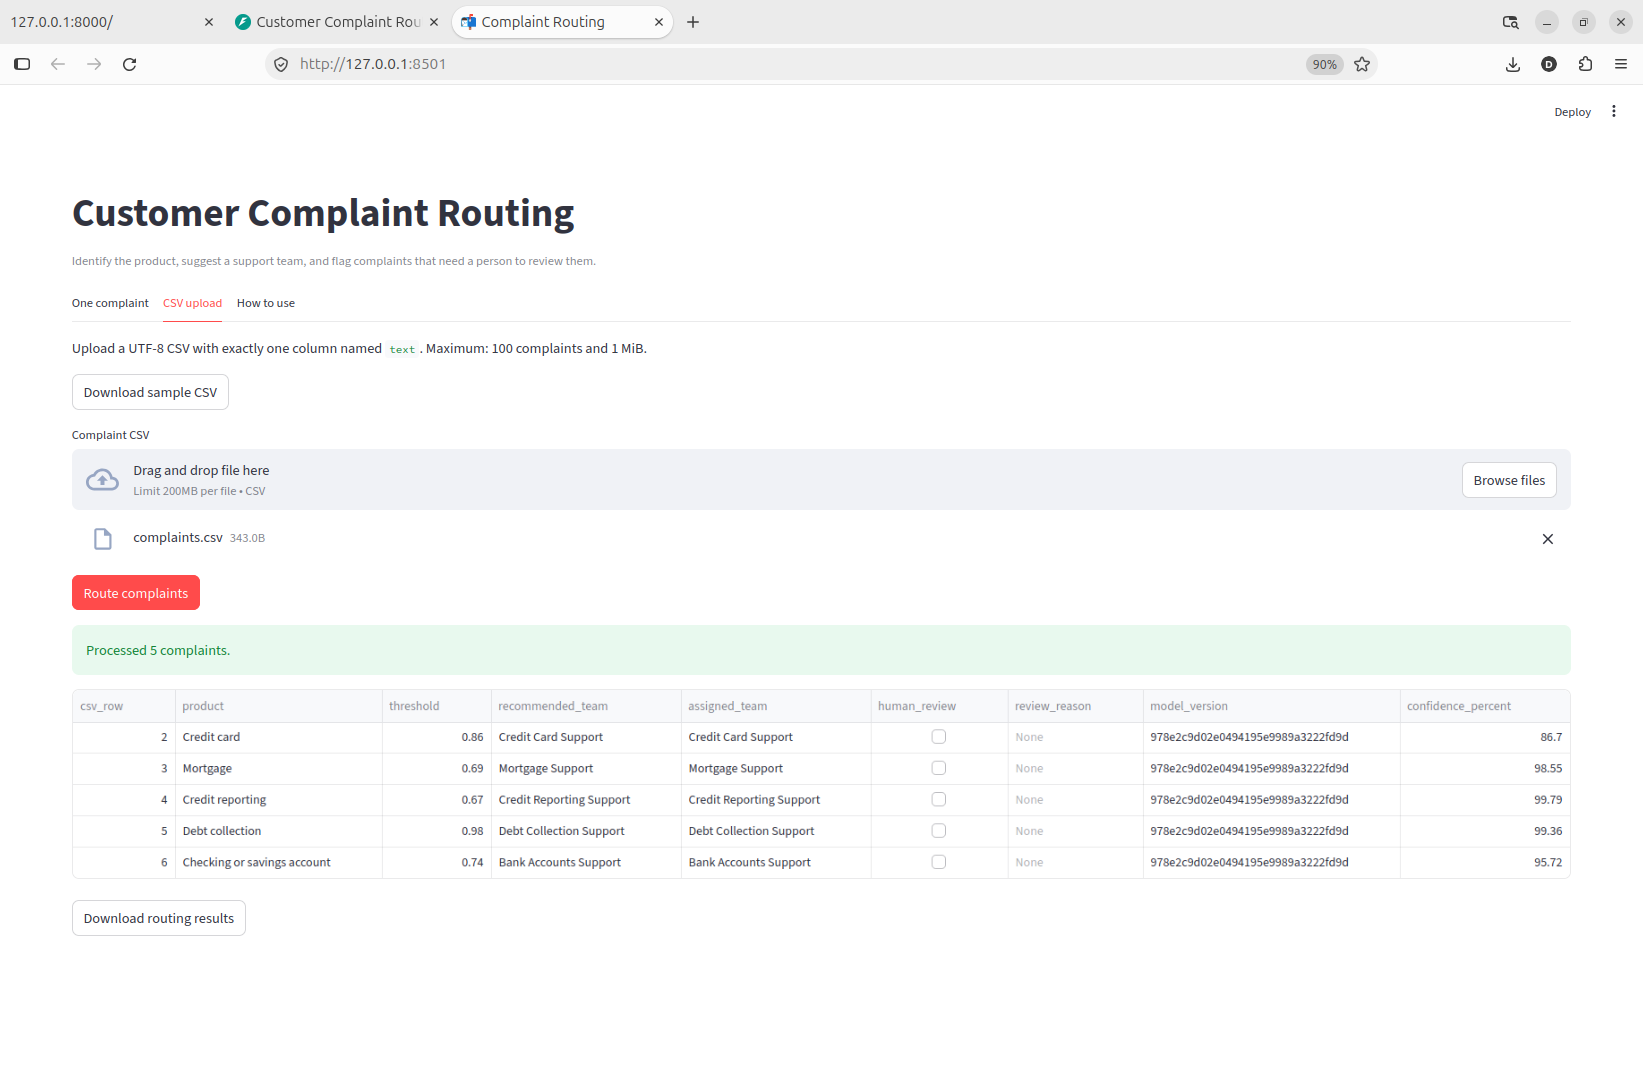 127.0.0.1:8000/
Customer Complaint Rou
Complaint Routing
http://127.0.0.1:8501
90%
D
Deploy
Customer Complaint Routing
Identify the product, suggest a support team, and flag complaints that need a person to review them.
One complaint CSV upload How to use
Upload a UTF-8 CSV with exactly one column named text. Maximum: 100 complaints and 1 MiB.
Download sample CSV
Complaint CSV
Drag and drop file here
Limit 200MB per file • CSV
Browse files
complaints.csv 343.0B
Route complaints
Processed 5 complaints.
csv_row product threshold recommended_team assigned_team human_review review_reason model_version confidence_percent
2 Credit card 0.86 Credit Card Support Credit Card Support None 978e2c9d02e0494195e9989a3222fd9d 86.7
3 Mortgage 0.69 Mortgage Support Mortgage Support None 978e2c9d02e0494195e9989a3222fd9d 98.55
4 Credit reporting 0.67 Credit Reporting Support Credit Reporting Support None 978e2c9d02e0494195e9989a3222fd9d 99.79
5 Debt collection 0.98 Debt Collection Support Debt Collection Support None 978e2c9d02e0494195e9989a3222fd9d 99.36
6 Checking or savings account 0.74 Bank Accounts Support Bank Accounts Support None 978e2c9d02e0494195e9989a3222fd9d 95.72
Download routing results